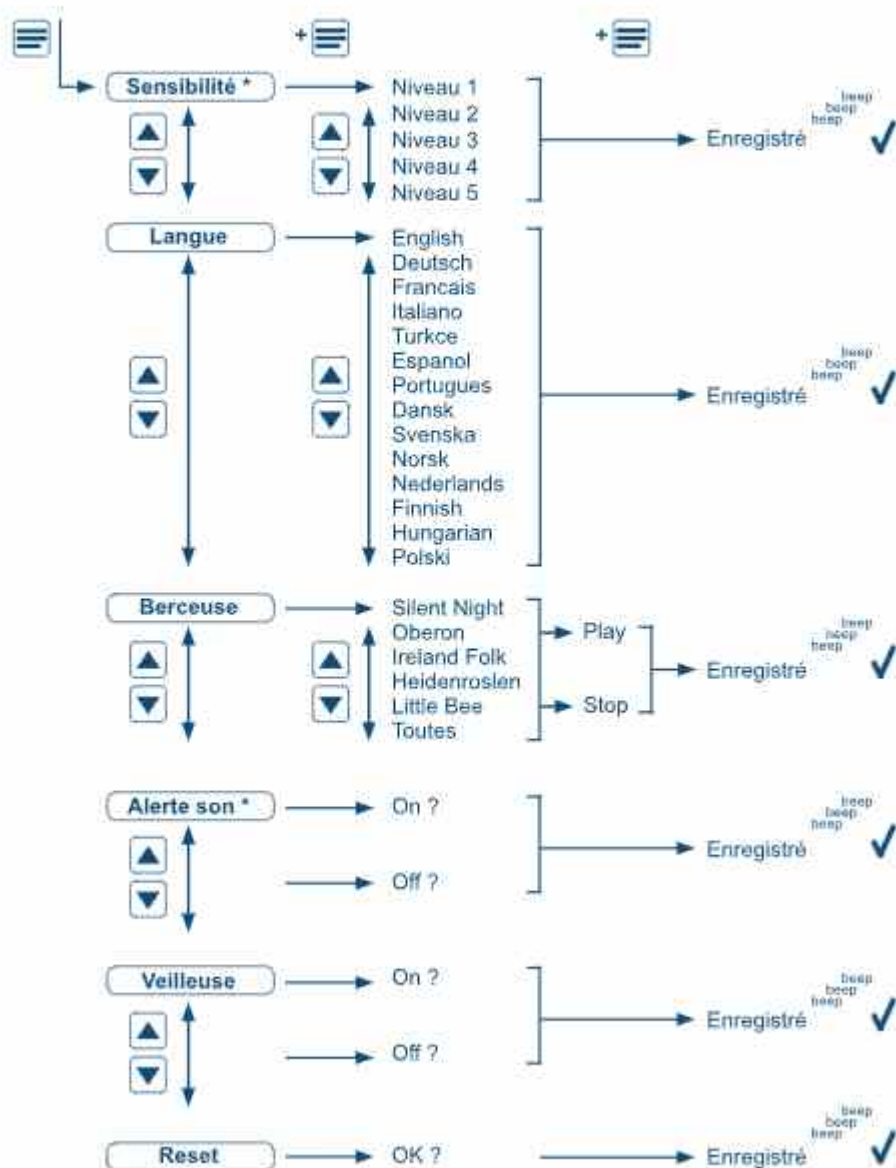 +
+
Sensibilité *
Niveau 1
Niveau 2
Niveau 3
Niveau 4
Niveau 5
Enregistré
beep
beep
beep
Langue
English
Deutsch
Francais
Italiano
Turkce
Espanol
Portugues
Dansk
Svenska
Norsk
Nederlands
Finnish
Hungarian
Polski
Enregistré
beep
beep
beep
Berceuse
Silent Night
Oberon
Ireland Folk
Heidenroslen
Little Bee
Toutes
Play
Stop
Enregistré
beep
beep
beep
Alerte son *
On ?
Off ?
Enregistré
beep
beep
beep
Veilleuse
On ?
Off ?
Enregistré
beep
beep
beep
Reset
OK ?
Enregistré
beep
beep
beep